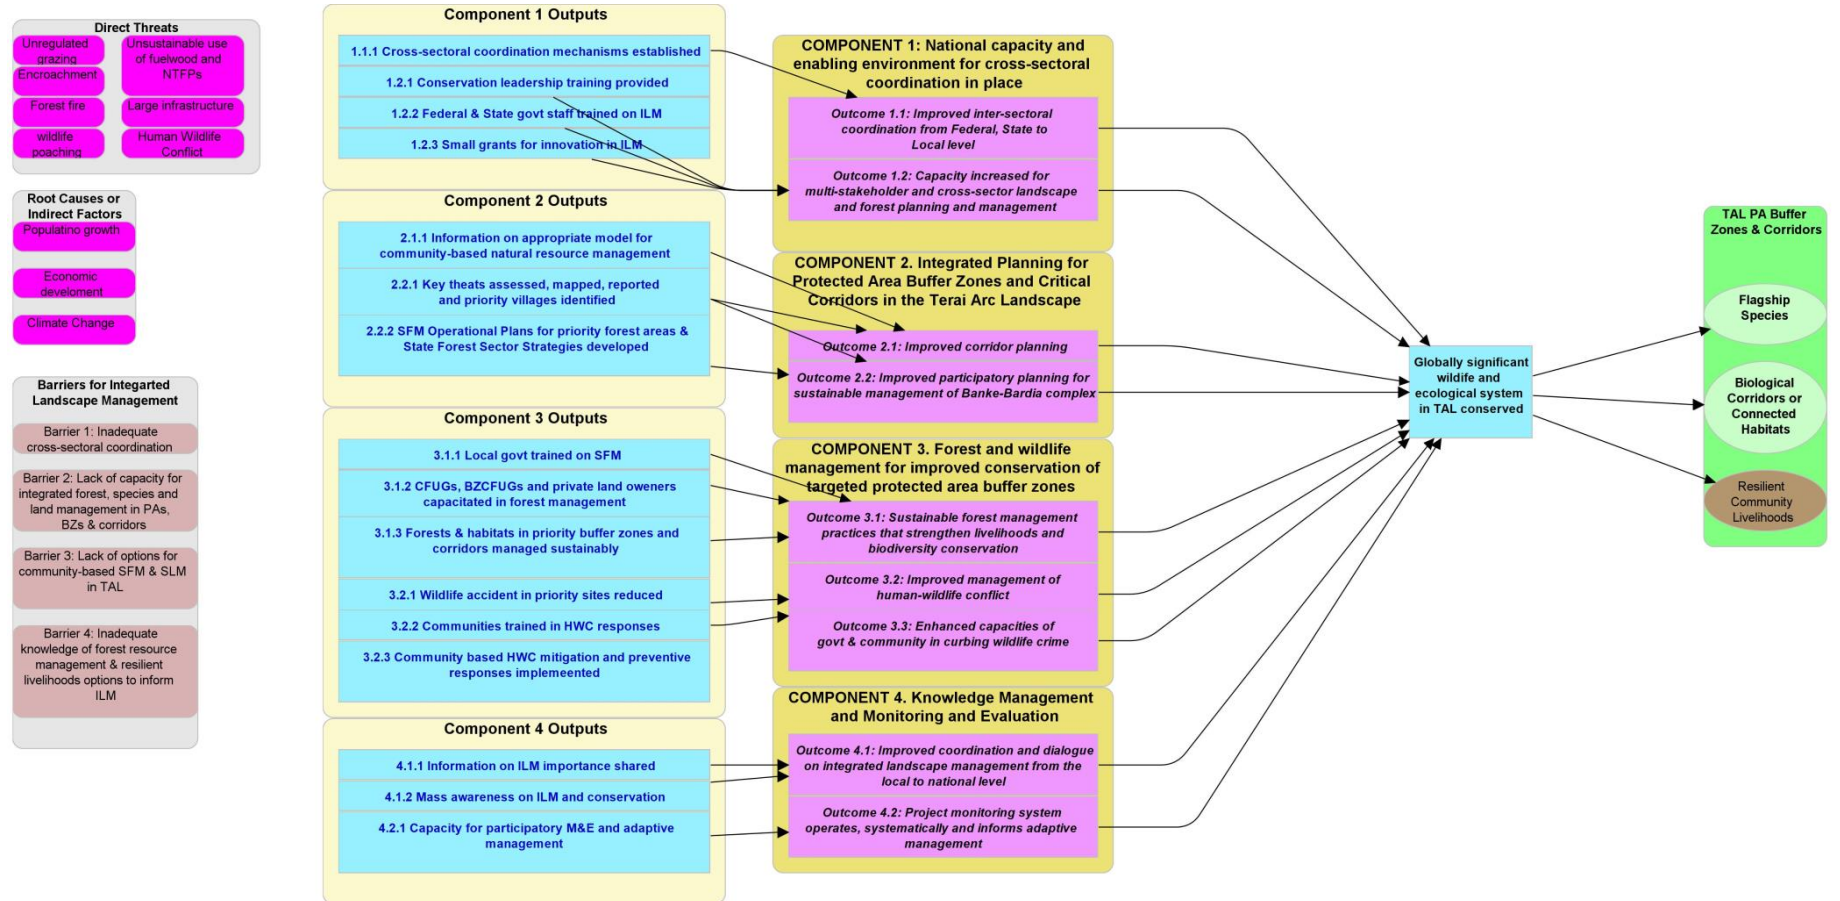 Direct Threats
Unregulated
grazing
Encroachment
Forest fire
wildlife
poaching
Unsustainable use
of fuelwood and
NTFPs
Large infrastructure
Human Wildlife
Conflict
Root Causes or
Indirect Factors
Populatino growth
Economic
develoment
Climate Change
Barriers for Integarted
Landscape Management
Barrier 1: Inadequate
cross-sectoral coordination
Barrier 2: Lack of capacity for
integrated forest, species and
land management in PAs,
BZs & corridors
Barrier 3: Lack of options for
community-based SFM & SLM
in TAL
Barrier 4: Inadequate
knowledge of forest resource
management & resilient
livelihoods options to inform
ILM
Component 1 Outputs
1.1.1 Cross-sectoral coordination mechanisms established
1.2.1 Conservation leadership training provided
1.2.2 Federal & State govt staff trained on ILM
1.2.3 Small grants for innovation in ILM
Component 2 Outputs
2.1.1 Information on appropriate model for
community-based natural resource management
2.2.1 Key theats assessed, mapped, reported
and priority villages identified
2.2.2 SFM Operational Plans for priority forest areas &
State Forest Sector Strategies developed
Component 3 Outputs
3.1.1 Local govt trained on SFM
3.1.2 CFUGs, BZCFUGs and private land oweners
capacitated in forest management
3.1.3 Forests & habitats in priority buffer zones and
corridors managed sustainably
3.2.1 Wildlife accident in priority sites reduced
3.2.2 Communities trained in HWC responses
3.2.3 Community based HWC mitigation and preventive
responses implemeented
Component 4 Outputs
4.1.1 Information on ILM importance shared
4.1.2 Mass awareness on ILM and conservation
4.2.1 Capacity for participatory M&E and adaptive
management
COMPONENT 1: National capacity and
enabling environment for cross-sectoral
coordination in place
Outcome 1.1: Improved inter-sectoral
coordination from Federal, State to
Local level
Outcome 1.2: Capacity increased for
multi-stakeholder and cross-sector landscape
and forest planning and management
COMPONENT 2. Integrated Planning for
Protected Area Buffer Zones and Critical
Corridors in the Terai Arc Landscape
Outcome 2.1: Improved corridor planning
Outcome 2.2: Improved participatory planning for
sustainable management of Banke-Bardia complex
COMPONENT 3. Forest and wildlife
management for improved conservation of
targeted protected area buffer zones
Outcome 3.1: Sustainable forest management
practices that strengthen livelihoods and
biodiversity conservation
Outcome 3.2: Improved management of
human-wildlife conflict
Outcome 3.3: Enhanced capacities of
govt & community in curbing wildlife crime
COMPONENT 4. Knowledge Management
and Monitoring and Evaluation
Outcome 4.1: Improved coordination and dialogue
on integrated landscape management from the
local to national level
Outcome 4.2: Project monitoring system
operates, systematically and informs adaptive
management
Globally significant
wildife and
ecological system
in TAL conserved
TAL PA Buffer
Zones & Corridors
Flagship
Species
Biological
Corridors or
Connected
Habitats
Resilient
Community
Livelihoods